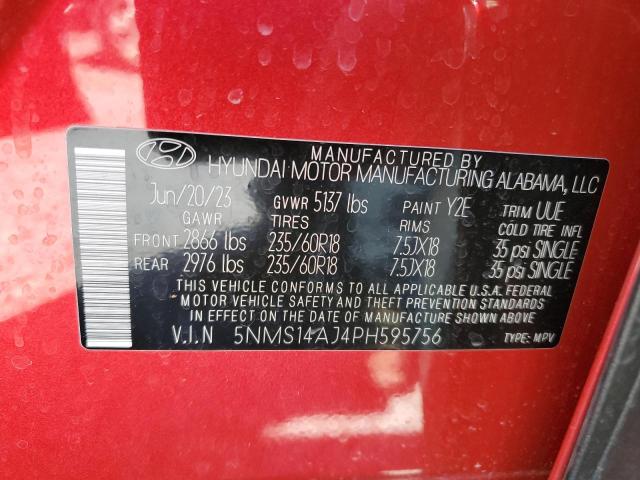 MANUFACTURED BY
HYUNDAI MOTOR MANUFACTURING ALABAMA, LLC
Jun/20/23 GVWR 5137 lbs PAINT Y2E TRIM UUE
GAWR TIRES RIMS COLD TIRE INFL
FRONT 2866 lbs 235/60R18 7.5JX18 35 psi SINGLE
REAR 2976 lbs 235/60R18 7.5JX18 35 psi SINGLE
THIS VEHICLE CONFORMS TO ALL APPLICABLE U.S.A. FEDERAL
MOTOR VEHICLE SAFETY AND THEFT PREVENTION STANDARDS
IN EFFECT ON THE DATE OF MANUFACTURE SHOWN ABOVE
V.I.N 5NMS14AJ4PH595756 TYPE: MPV